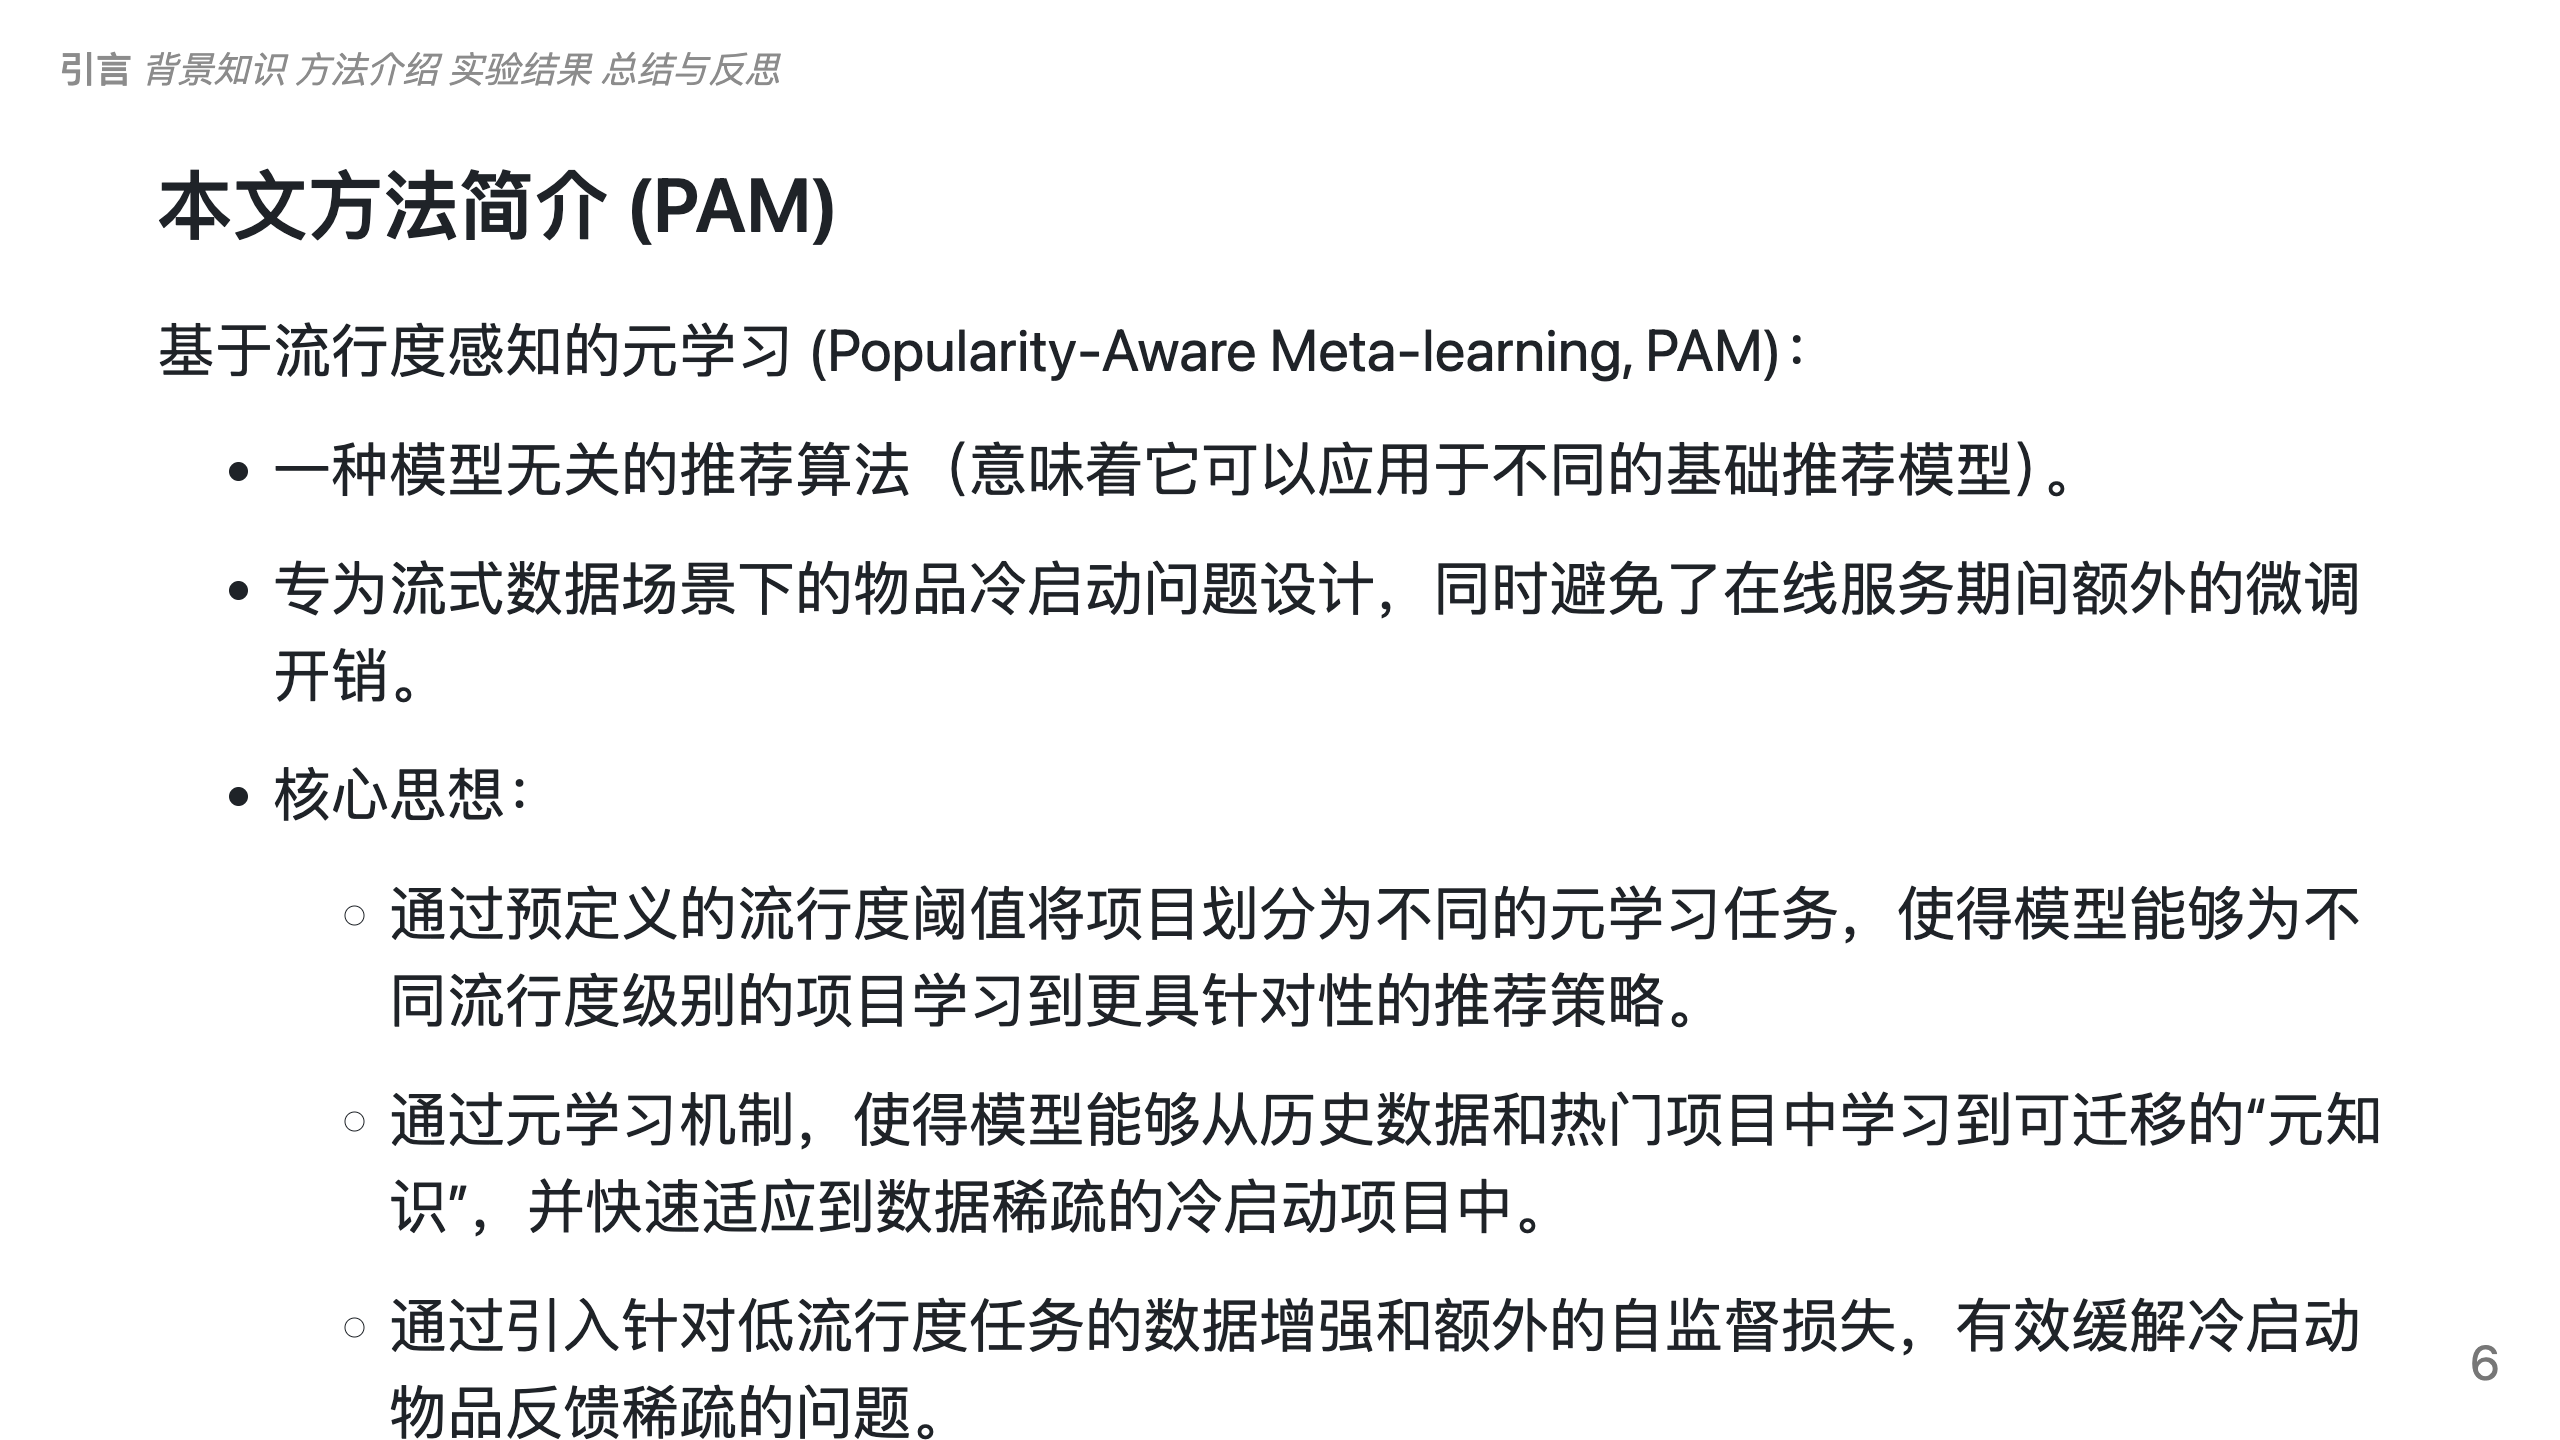 引言 背景知识 方法介绍 实验结果 总结与反思
本文方法简介 (PAM)
基于流行度感知的元学习 (Popularity-Aware Meta-learning, PAM)：
• 一种模型无关的推荐算法（意味着它可以应用于不同的基础推荐模型）。
• 专为流式数据场景下的物品冷启动问题设计，同时避免了在线服务期间额外的微调
开销。
• 核心思想：
○ 通过预定义的流行度阈值将项目划分为不同的元学习任务，使得模型能够为不
同流行度级别的项目学习到更具针对性的推荐策略。
○ 通过元学习机制，使得模型能够从历史数据和热门项目中学习到可迁移的“元知
识”，并快速适应到数据稀疏的冷启动项目中。
○ 通过引入针对低流行度任务的数据增强和额外的自监督损失，有效缓解冷启动
物品反馈稀疏的问题。
6